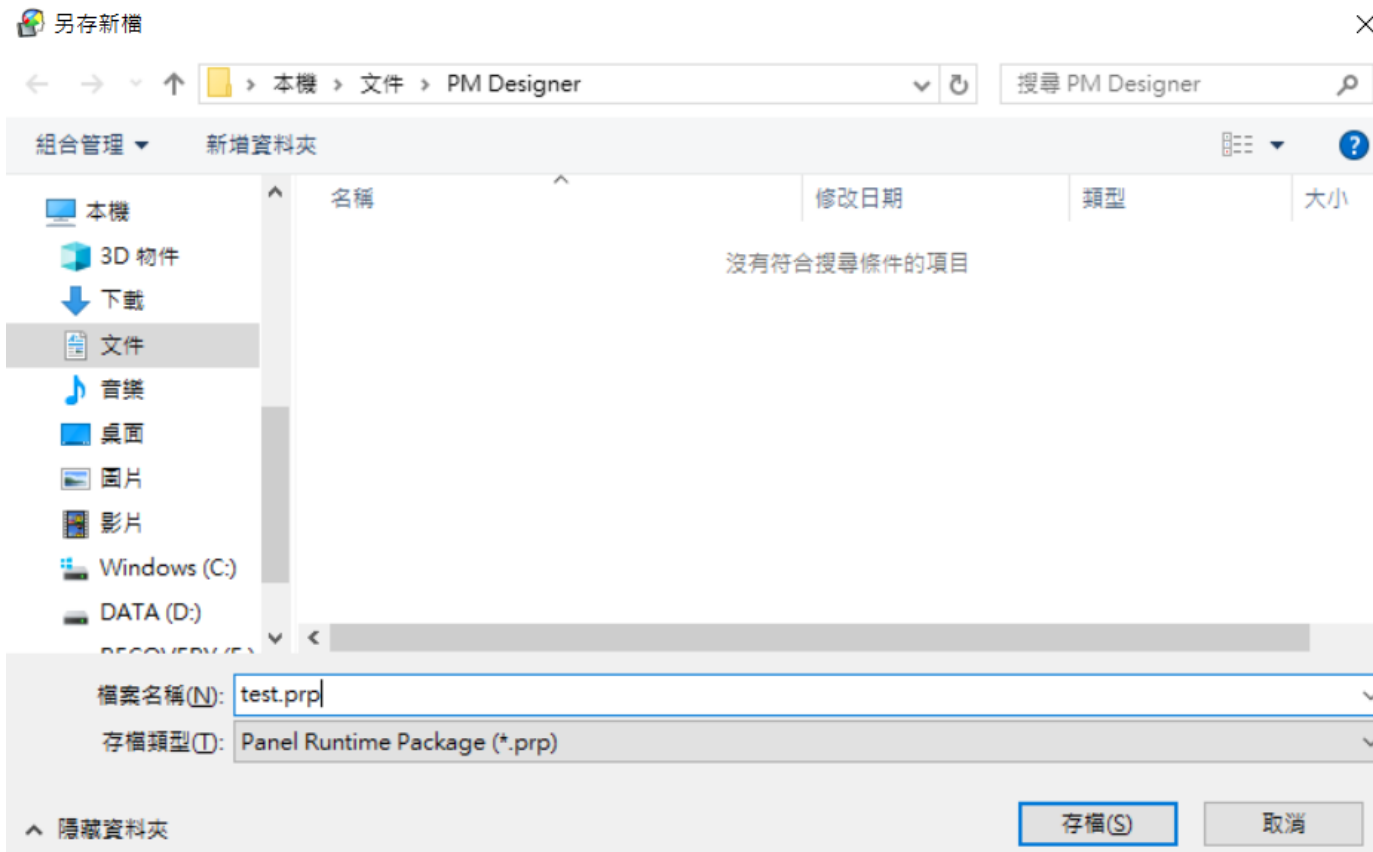 另存新檔
本機 › 文件 › PM Designer
搜尋 PM Designer
組合管理
新增資料夾
?
名稱
修改日期
類型
大小
沒有符合搜尋條件的項目
本機
3D 物件
下載
文件
音樂
桌面
圖片
影片
Windows (C:)
DATA (D:)
檔案名稱(N):
test.prp
存檔類型(T):
Panel Runtime Package (*.prp)
隱藏資料夾
存檔(S)
取消